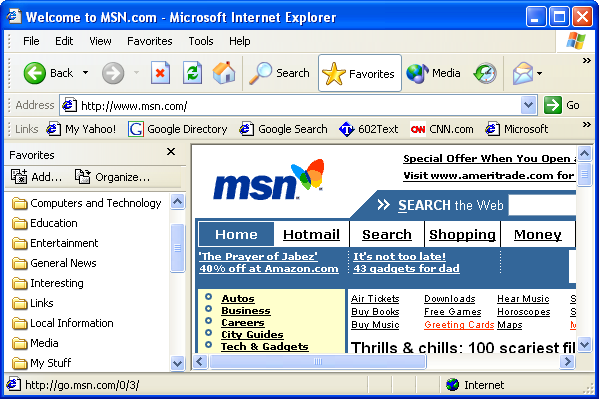 Welcome to MSN.com - Microsoft Internet Explorer
File Edit View Favorites Tools Help
Back Search Favorites Media
Address http://www.msn.com/ Go
Links My Yahoo! Google Directory Google Search 602Text CNN.com Microsoft
Favorites
Add... Organize...
Computers and Technology
Education
Entertainment
General News
Interesting
Links
Local Information
Media
My Stuff
msn
Special Offer When You Open a
Visit www.ameritrade.com for
SEARCH the Web
Home Hotmail Search Shopping Money
'The Prayer of Jabez' It's not too late!
40% off at Amazon.com 43 gadgets for dad
Autos
Business
Careers
City Guides
Tech & Gadgets
Air Tickets Downloads Hear Music S
Buy Books Free Games Horoscopes S
Buy Music Greeting Cards Maps M
Thrills & chills: 100 scariest fil
http://go.msn.com/0/3/ Internet